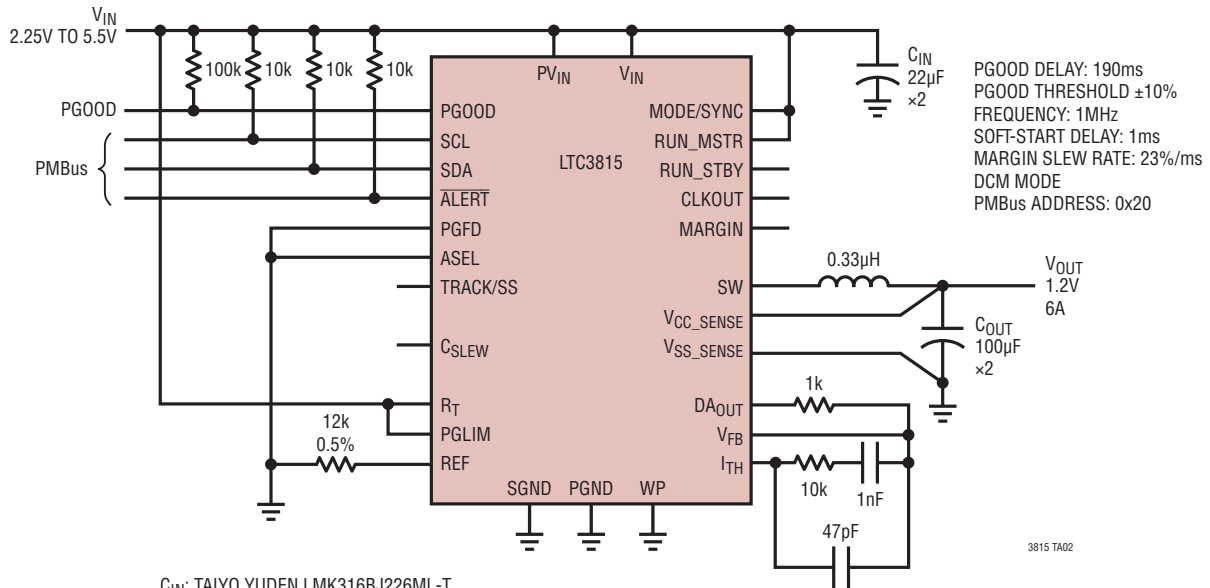 VIN
2.25V TO 5.5V
100k
10k
10k
10k
PGOOD
PMBus
PVIN
VIN
LTC3815
PGOOD
SCL
SDA
ALERT
PGFD
ASEL
TRACK/SS
CSLEW
RT
PGLIM
REF
MODE/SYNC
RUN_MSTR
RUN_STBY
CLKOUT
MARGIN
SW
VCC_SENSE
VSS_SENSE
DAOUT
VFB
ITH
SGND
PGND
WP
12k
0.5%
CIN
22µF
×2
PGOOD DELAY: 190ms
PGOOD THRESHOLD ±10%
FREQUENCY: 1MHz
SOFT-START DELAY: 1ms
MARGIN SLEW RATE: 23%/ms
DCM MODE
PMBus ADDRESS: 0x20
0.33µH
VOUT
1.2V
6A
COUT
100µF
×2
1k
10k
1nF
47pF
3815 TA02
CIN: TAIYO YUDEN LMK316BJ226ML-T